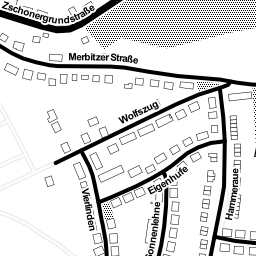 Zschonergrundstraße
Merbitzer Straße
Wolfszug
Eigenhufe
Vierlinden
Sonnenlehne
Hammeraue